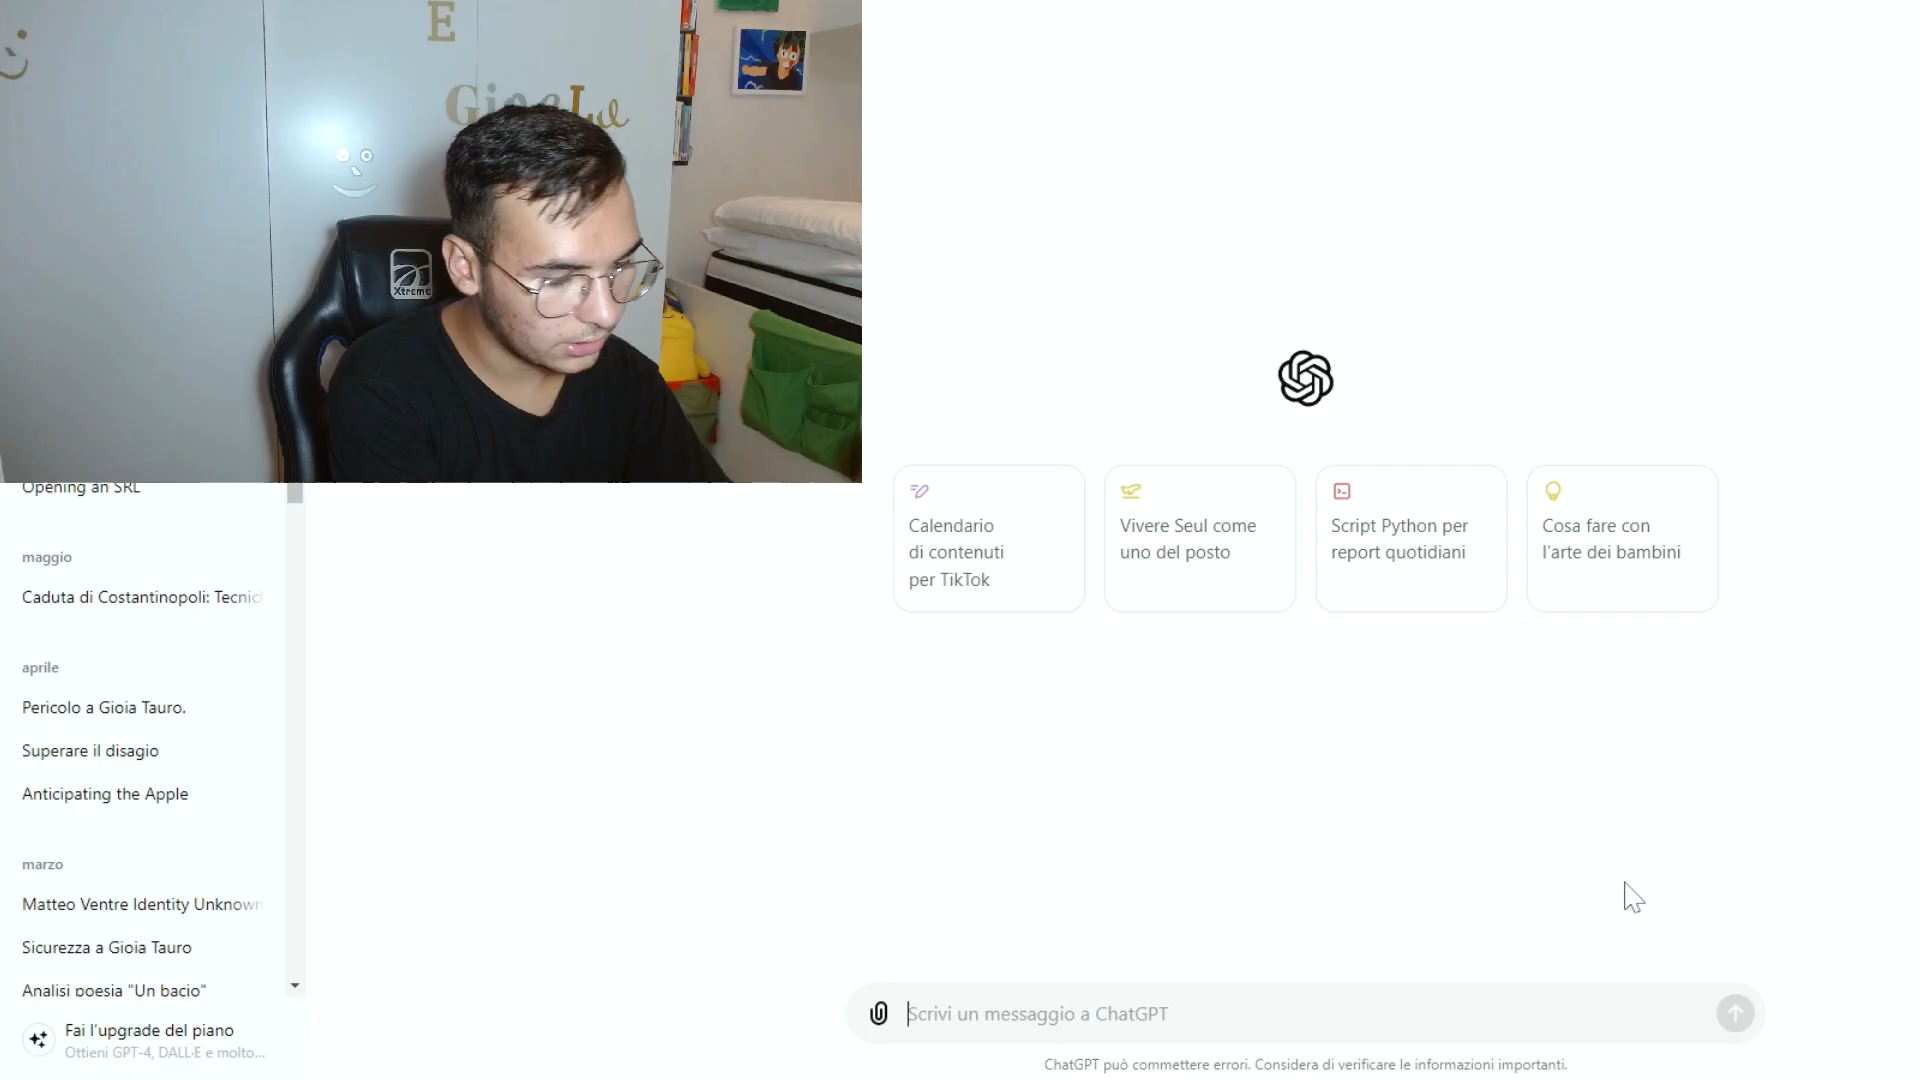 E
Gioe Lul
Xtreme
Opening an SRL
maggio
Caduta di Costantinopoli: Tecnic
aprile
Pericolo a Gioia Tauro.
Superare il disagio
Anticipating the Apple
marzo
Matteo Ventre Identity Unknown
Sicurezza a Gioia Tauro
Analisi poesia "Un bacio"
Fai l'upgrade del piano
Ottieni GPT-4, DALL·E e molto...
Calendario
di contenuti
per TikTok
Vivere Seul come
uno del posto
Script Python per
report quotidiani
Cosa fare con
l'arte dei bambini
Scrivi un messaggio a ChatGPT
ChatGPT può commettere errori. Considera di verificare le informazioni importanti.